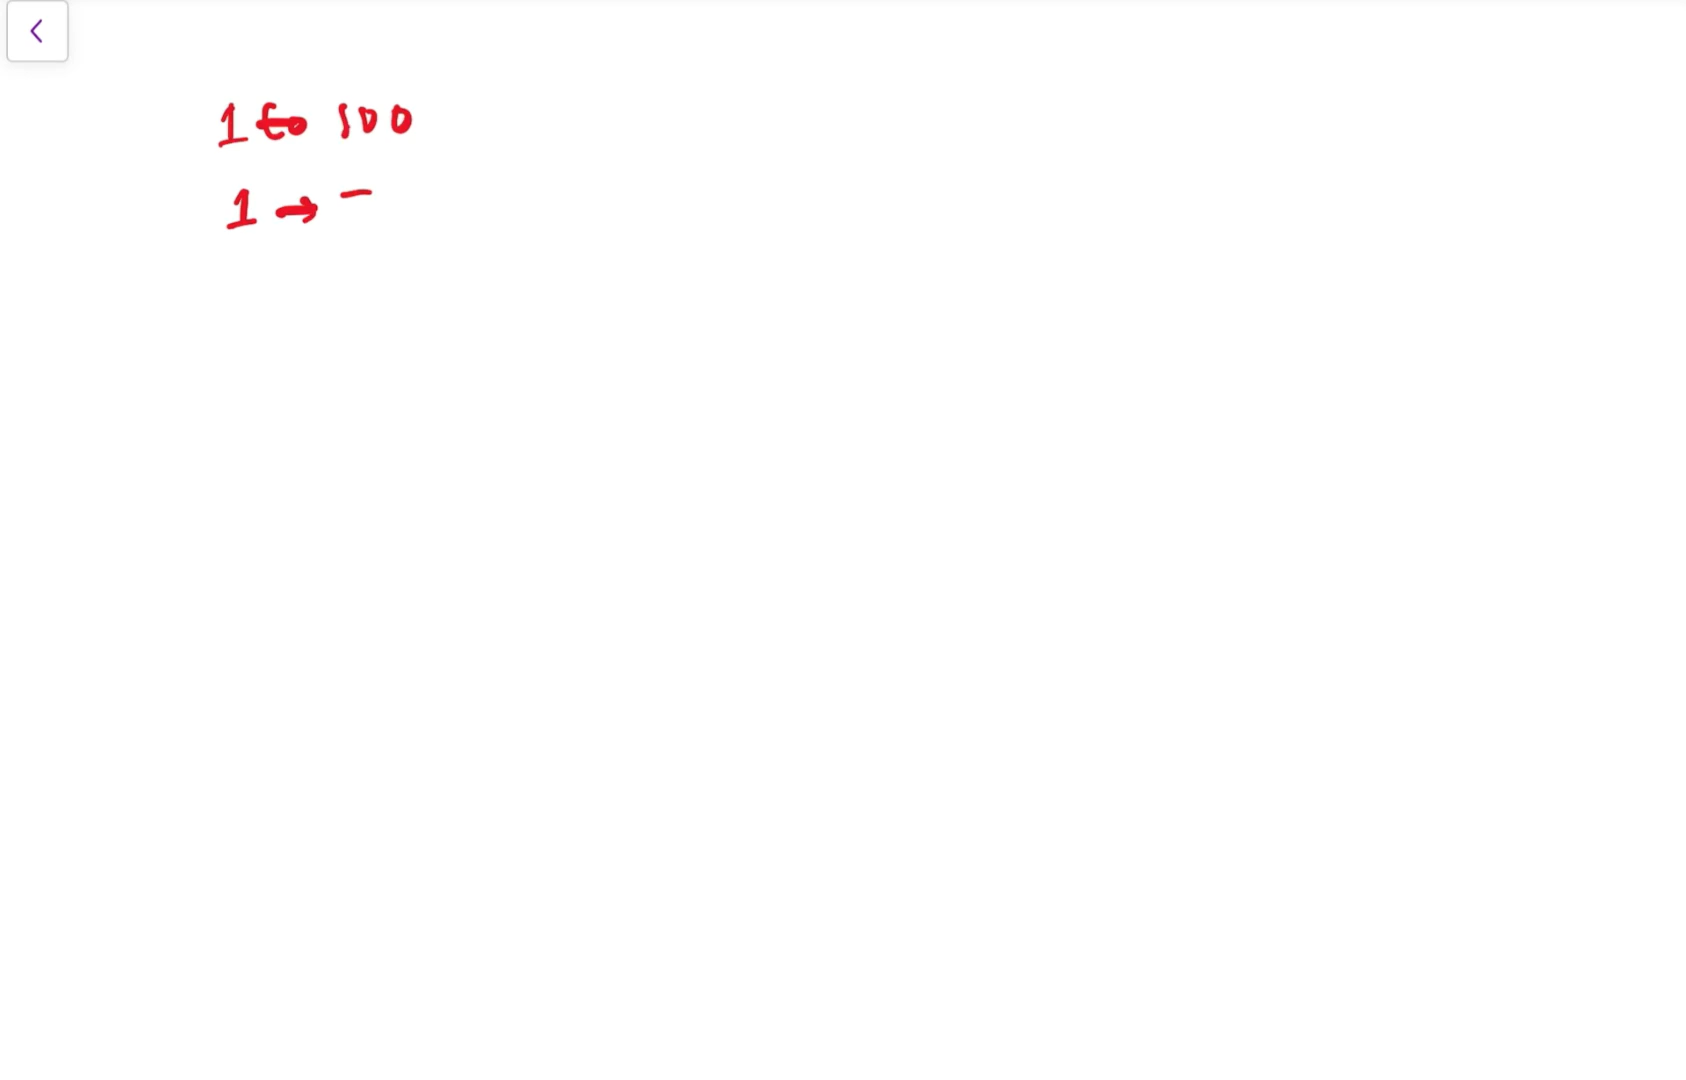 1 to 100
1 → –